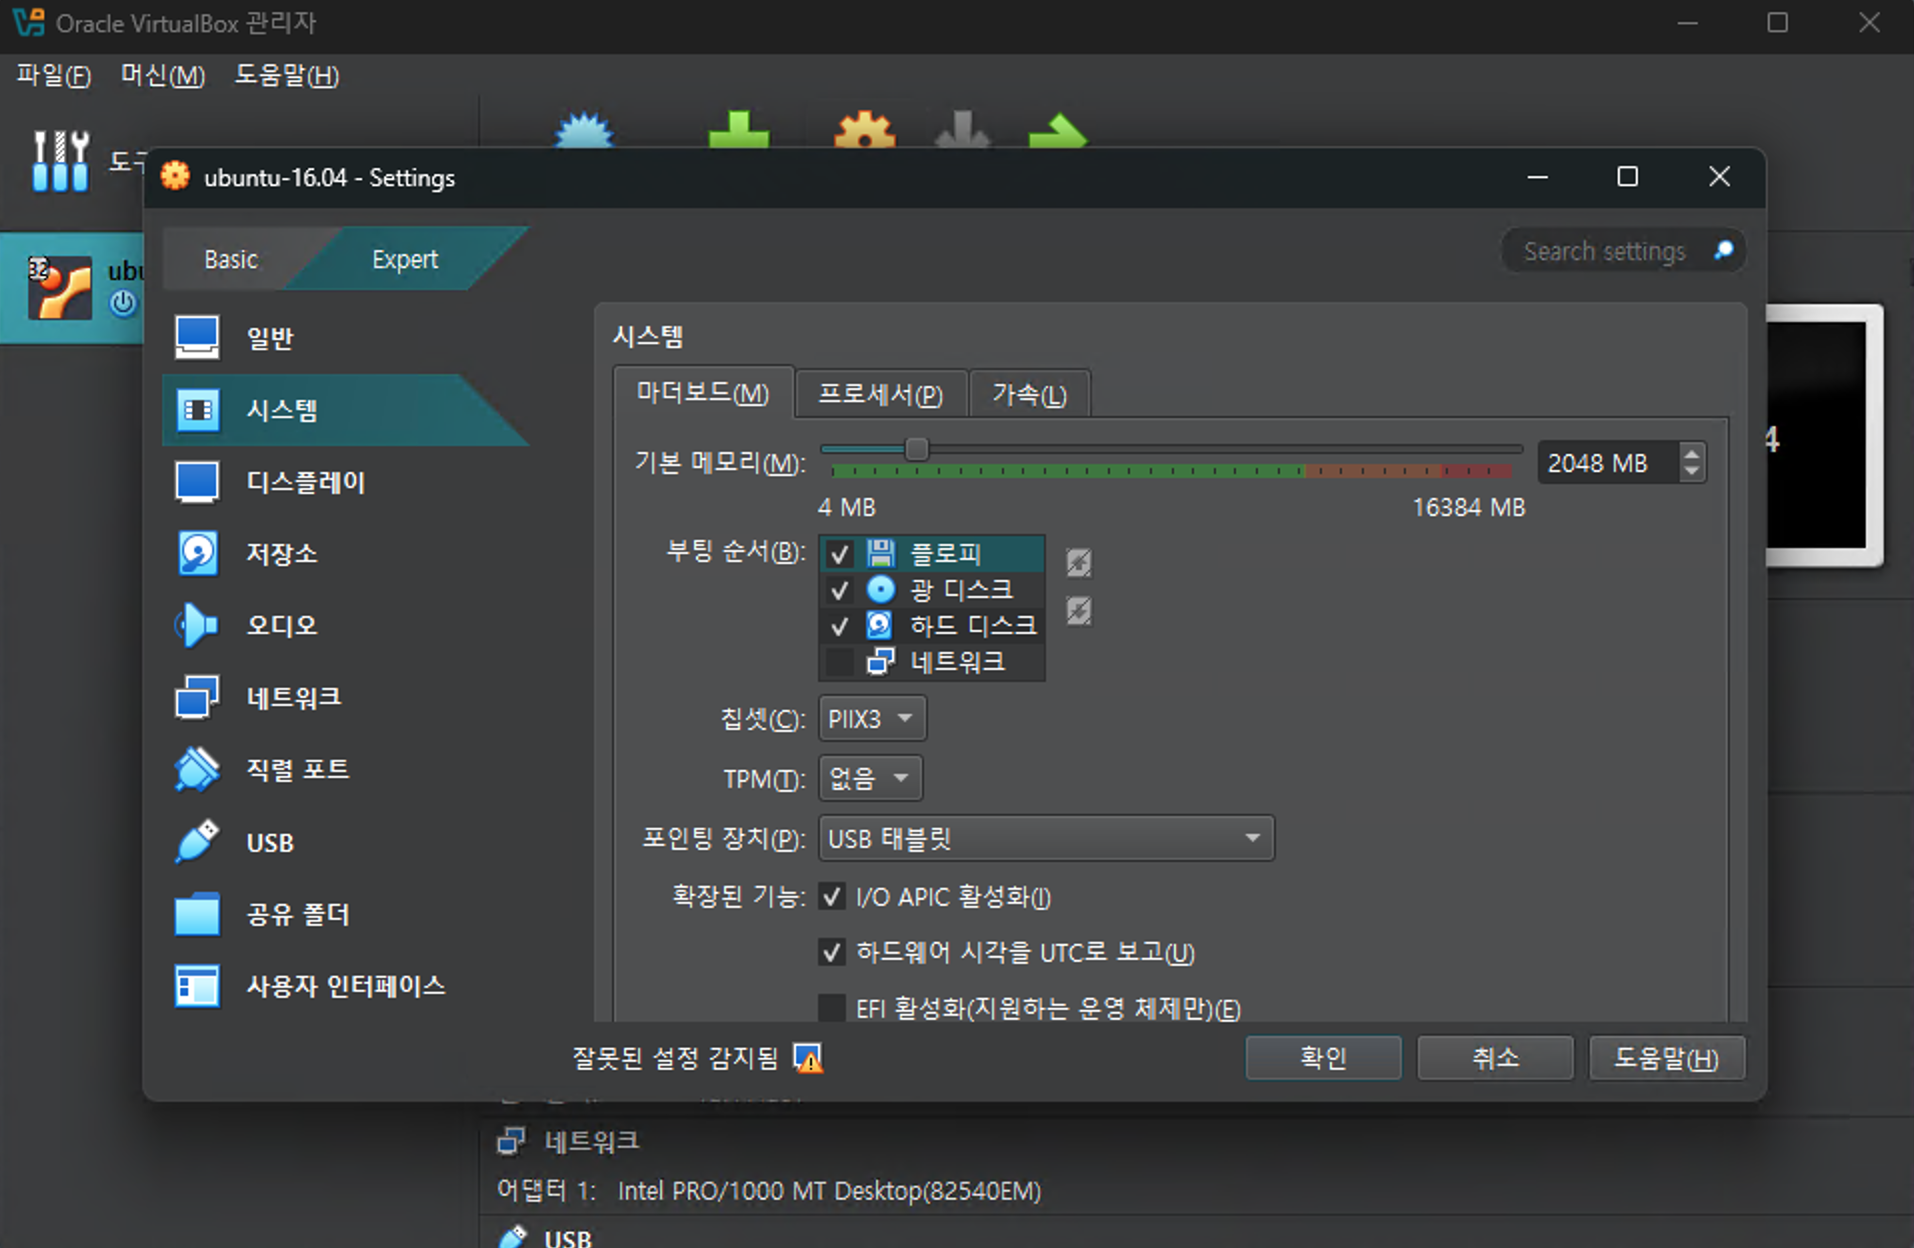 Oracle VirtualBox 관리자
파일(F) 머신(M) 도움말(H)
ubuntu-16.04 - Settings
Basic Expert
Search settings
32
일반
시스템
디스플레이
저장소
오디오
네트워크
직렬 포트
USB
공유 폴더
사용자 인터페이스
시스템
마더보드(M) 프로세서(P) 가속(L)
기본 메모리(M): 2048 MB
4 MB 16384 MB
부팅 순서(B): 플로피
광 디스크
하드 디스크
네트워크
칩셋(C): PIIX3
TPM(T): 없음
포인팅 장치(P): USB 태블릿
확장된 기능: I/O APIC 활성화(I)
하드웨어 시각을 UTC로 보고(U)
EFI 활성화(지원하는 운영 체제만)(E)
잘못된 설정 감지됨 확인 취소 도움말(H)
4
네트워크
어댑터 1: Intel PRO/1000 MT Desktop(82540EM)
USB